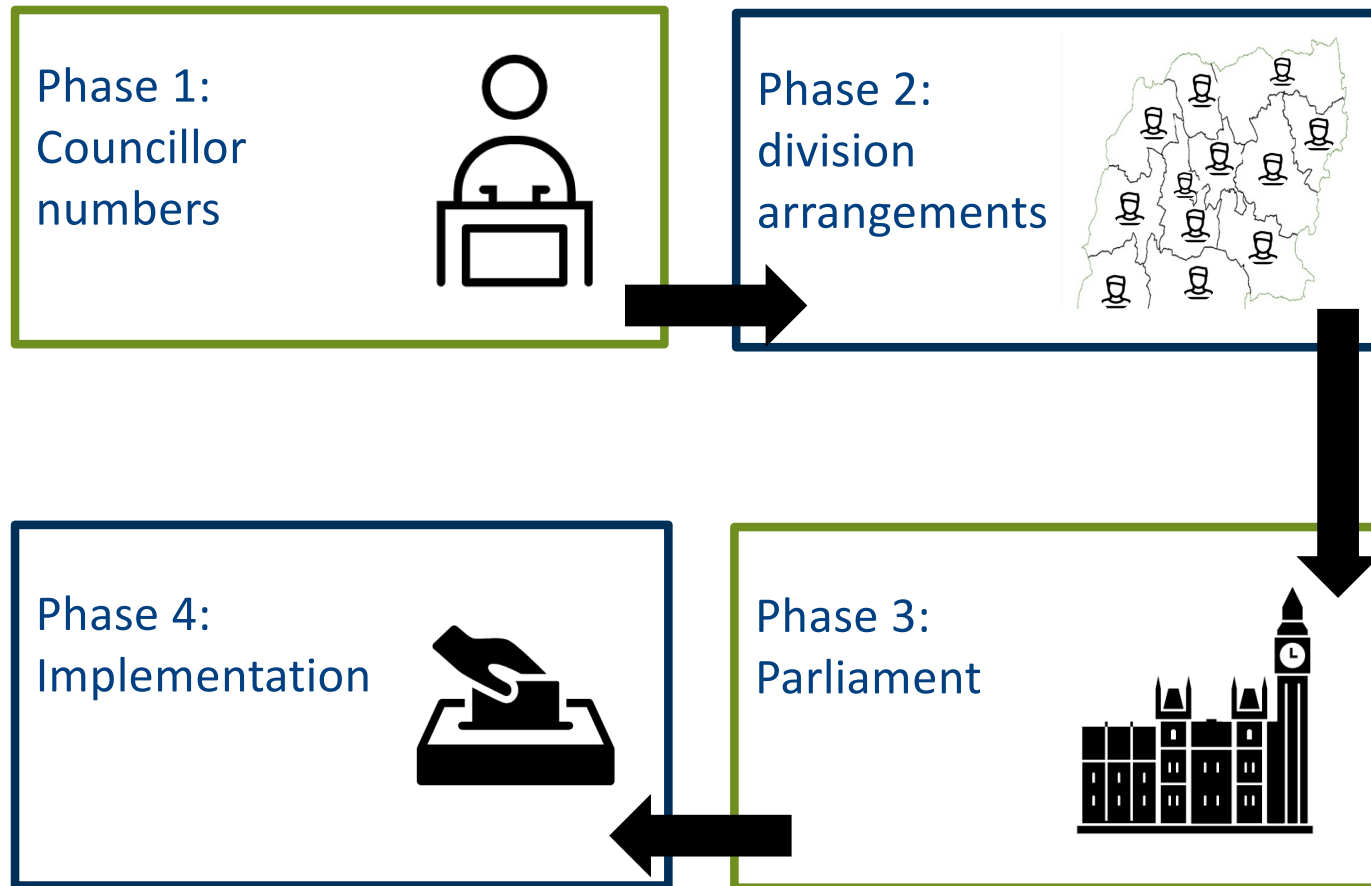 Phase 1:
Councillor
numbers
Phase 2:
division
arrangements
Phase 3:
Parliament
Phase 4:
Implementation